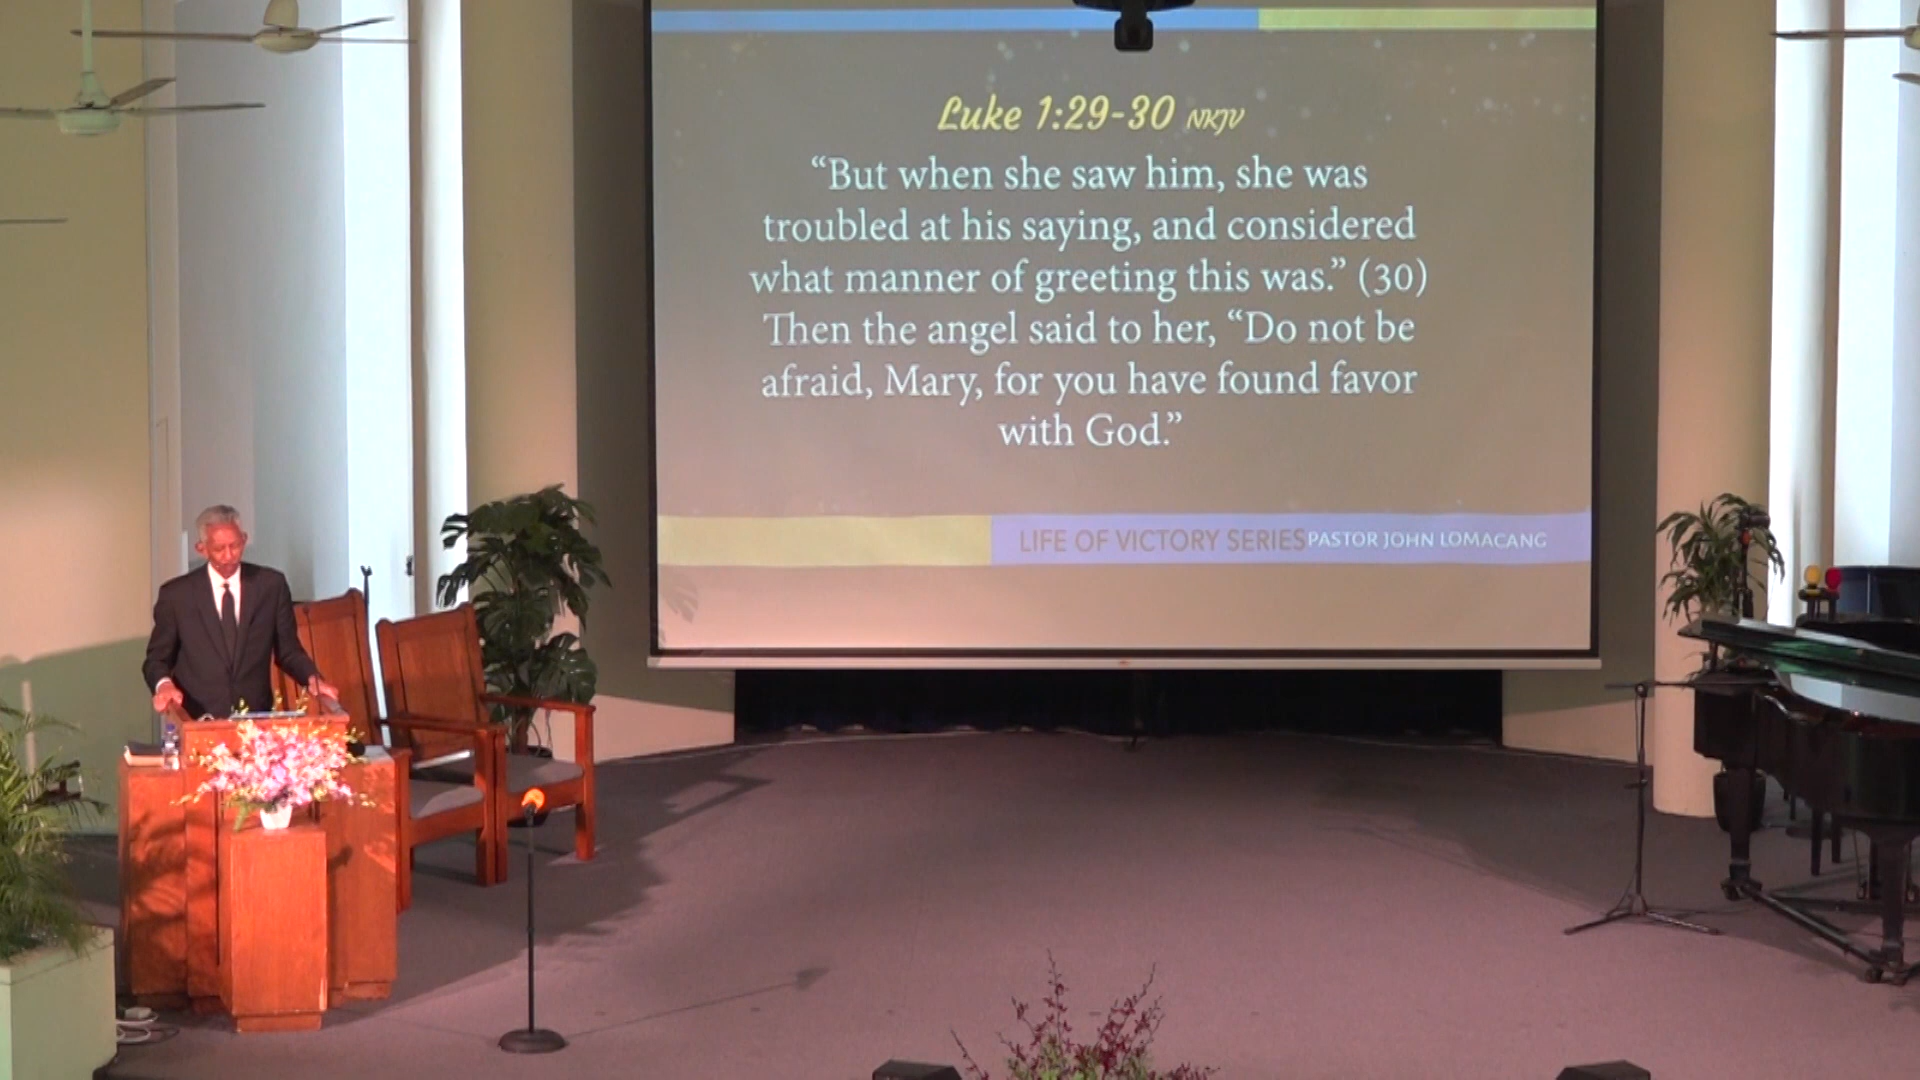 Luke 1:29-30 NKJV
“But when she saw him, she was
troubled at his saying, and considered
what manner of greeting this was.” (30)
Then the angel said to her, “Do not be
afraid, Mary, for you have found favor
with God.”
LIFE OF VICTORY SERIES PASTOR JOHN LOMACANG